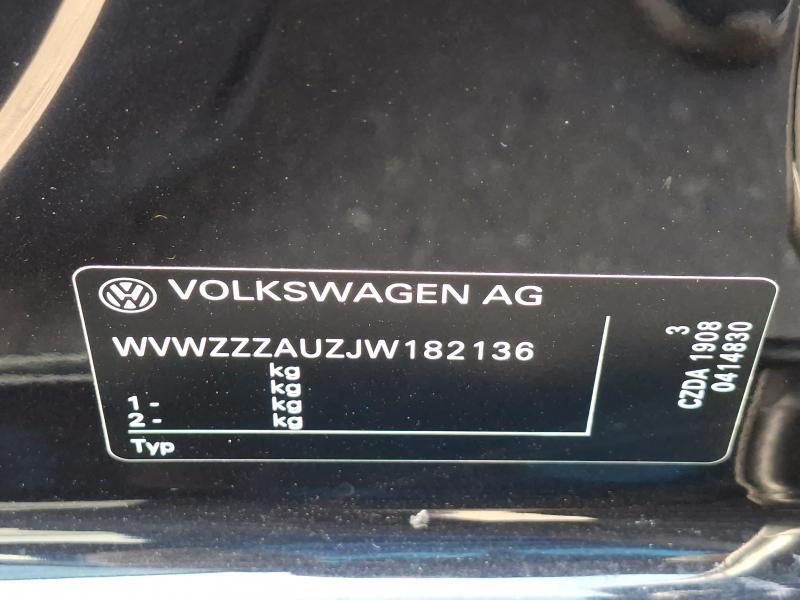 VOLKSWAGEN AG
WVWZZZAUZJW182136
kg
kg
1 - kg
2 - kg
Typ
3
CZDA 1908
0414830